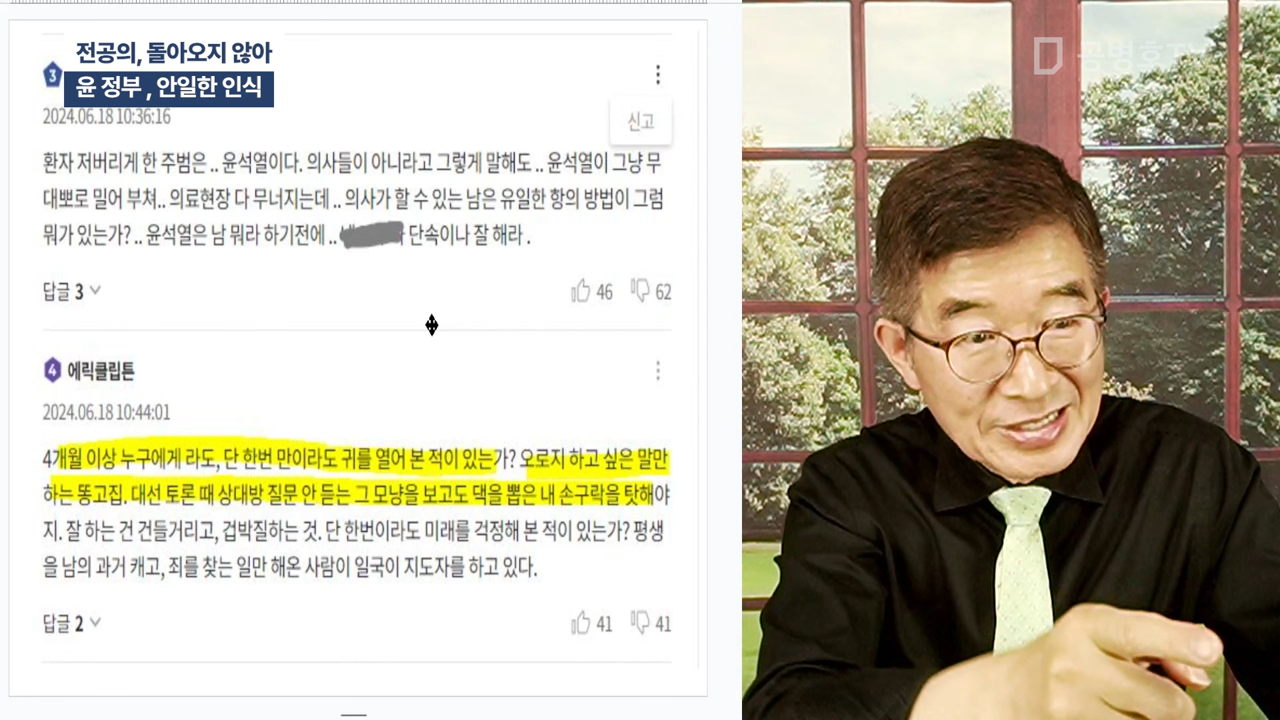 전공의, 돌아오지 않아
윤 정부 , 안일한 인식
3
2024.06.18 10:36:16
신고
환자 저버리게 한 주범은 .. 윤석열이다. 의사들이 아니라고 그렇게 말해도 .. 윤석열이 그냥 무
대뽀로 밀어 부쳐.. 의료현장 다 무너지는데 .. 의사가 할 수 있는 남은 유일한 항의 방법이 그럼
뭐가 있는가? .. 윤석열은 남 뭐라 하기전에 .. 단속이나 잘 해라 .
답글 3
46 62
4 에릭클립튼
2024.06.18 10:44:01
4개월 이상 누구에게 라도, 단 한번 만이라도 귀를 열어 본 적이 있는가? 오로지 하고 싶은 말만
하는 똥고집. 대선 토론 때 상대방 질문 안 듣는 그 모냥을 보고도 댁을 뽑은 내 손구락을 탓해야
지. 잘 하는 건 건들거리고, 겁박질하는 것. 단 한번이라도 미래를 걱정해 본 적이 있는가? 평생
을 남의 과거 캐고, 죄를 찾는 일만 해온 사람이 일국이 지도자를 하고 있다.
답글 2
41 41
공병호TV